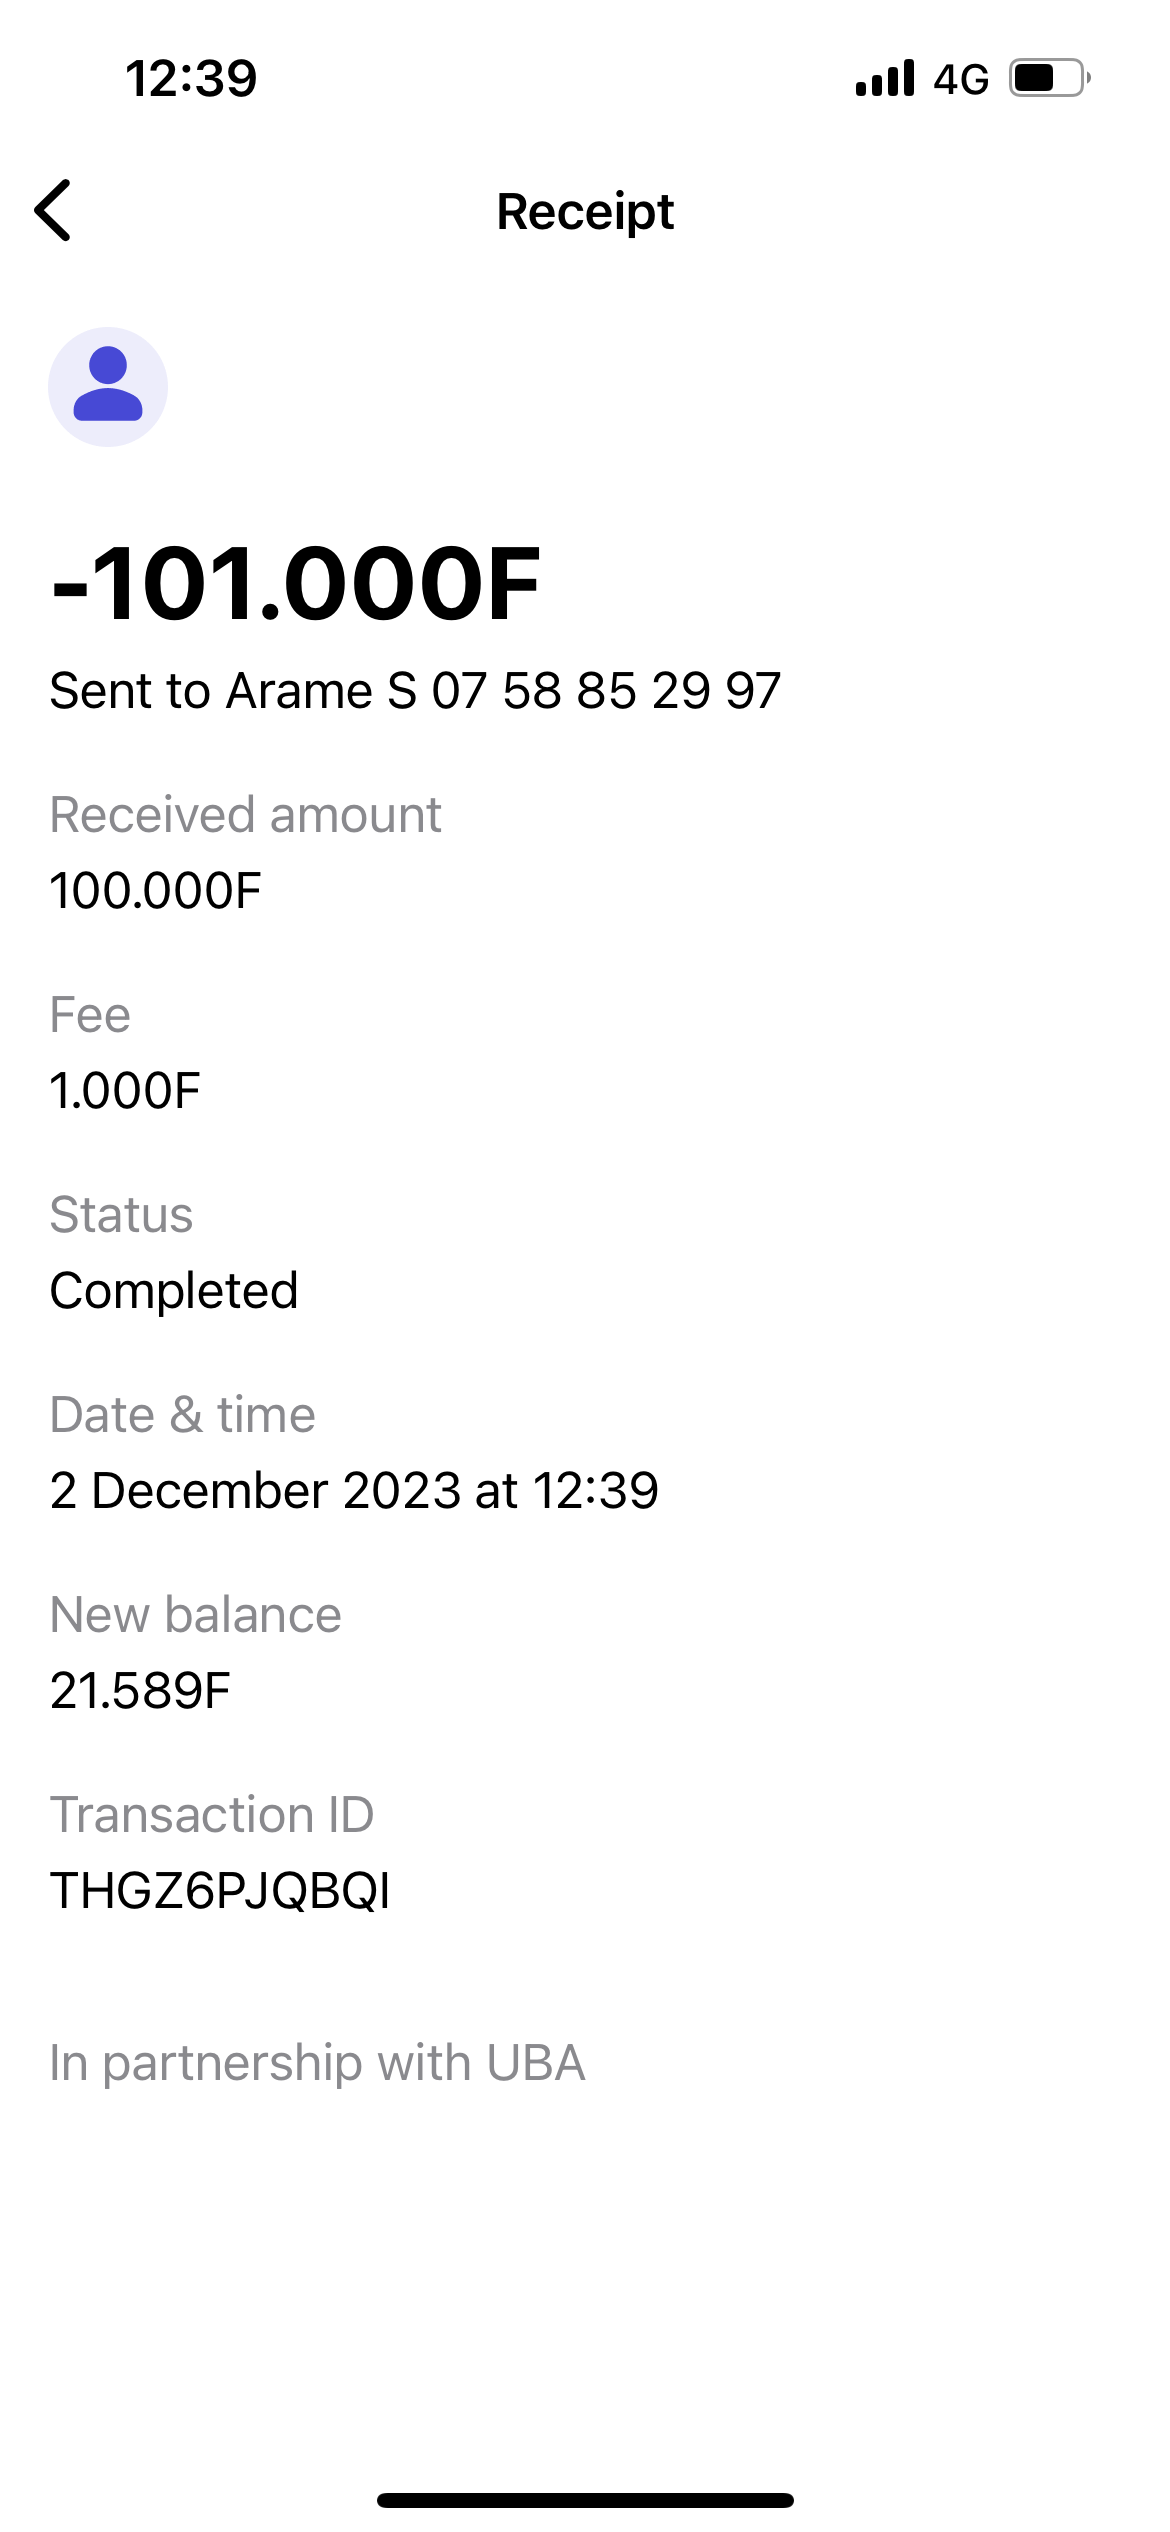 12:39
4G
Receipt
-101.000F
Sent to Arame S 07 58 85 29 97
Received amount
100.000F
Fee
1.000F
Status
Completed
Date & time
2 December 2023 at 12:39
New balance
21.589F
Transaction ID
THGZ6PJQBQI
In partnership with UBA